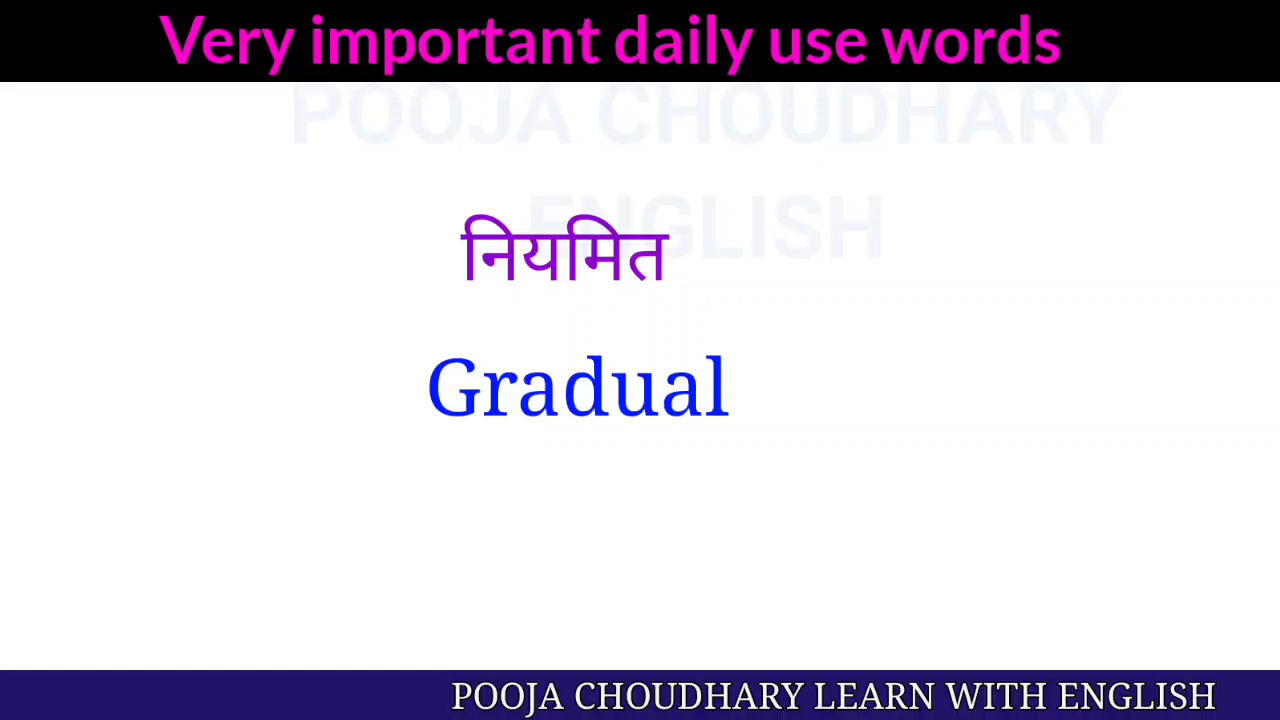 Very important daily use words
POOJA CHOUDHARY
ENGLISH
नियमित
Gradual
POOJA CHOUDHARY LEARN WITH ENGLISH